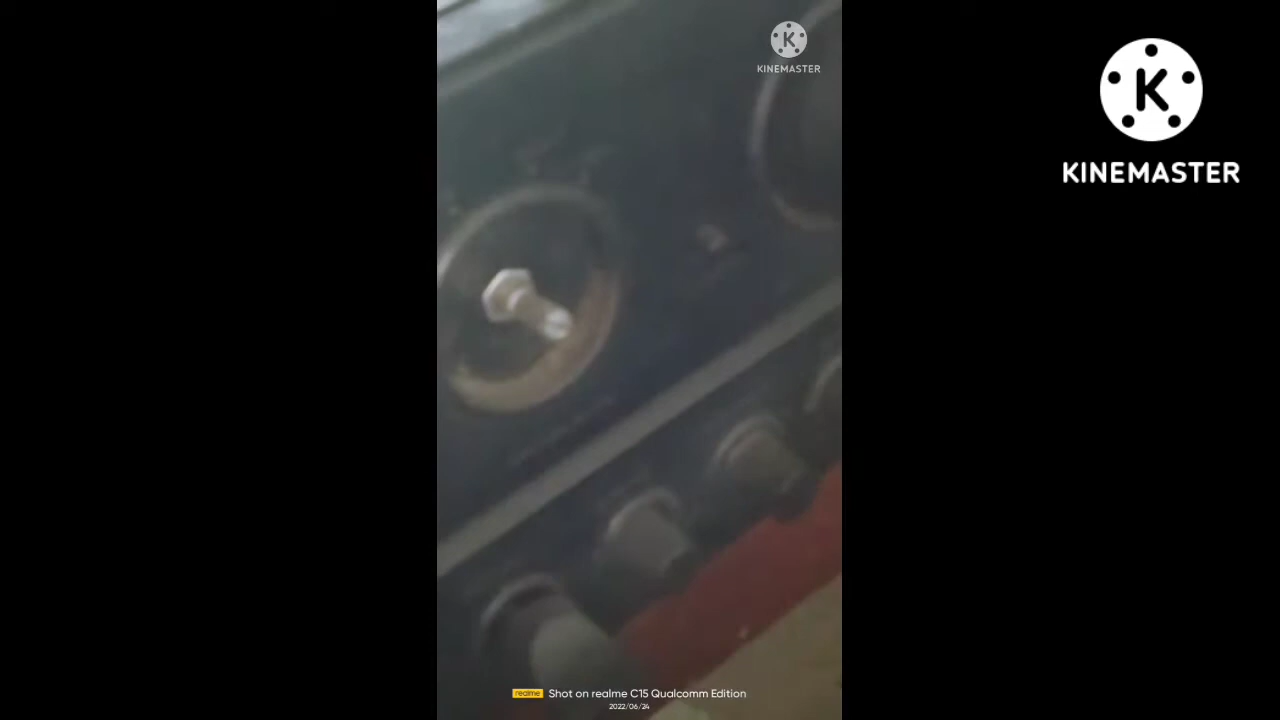 K
KINEMASTER
K
KINEMASTER
realme Shot on realme C15 Qualcomm Edition
2022/06/24